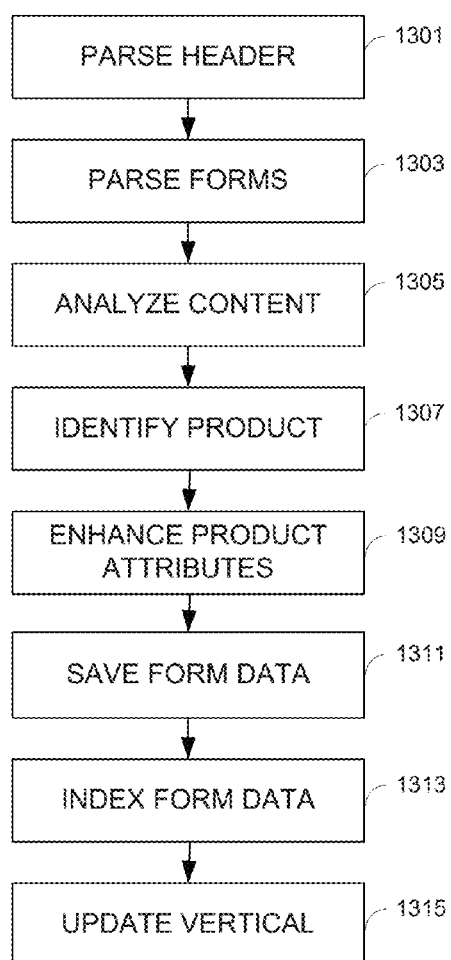 PARSE HEADER
1301
PARSE FORMS
1303
ANALYZE CONTENT
1305
IDENTIFY PRODUCT
1307
ENHANCE PRODUCT
ATTRIBUTES
1309
SAVE FORM DATA
1311
INDEX FORM DATA
1313
UPDATE VERTICAL
1315